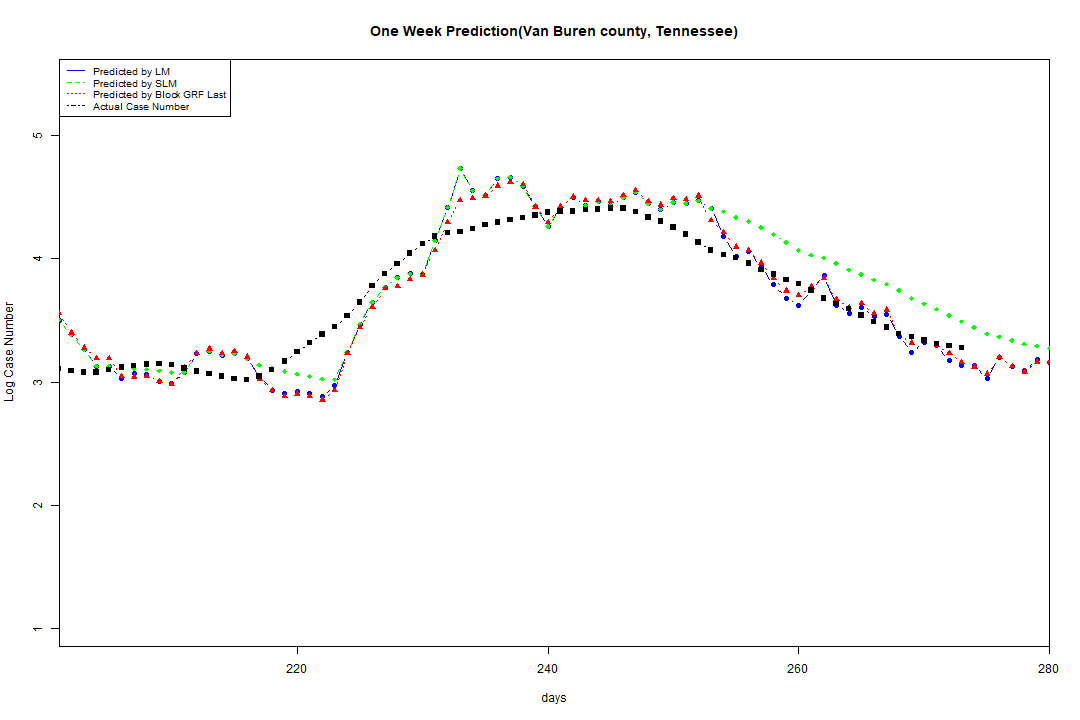 One Week Prediction(Van Buren county, Tennessee)
Predicted by LM
Predicted by SLM
Predicted by Block GRF Last
Actual Case Number
5
4
3
2
1
Log Case Number
220
240
260
280
days